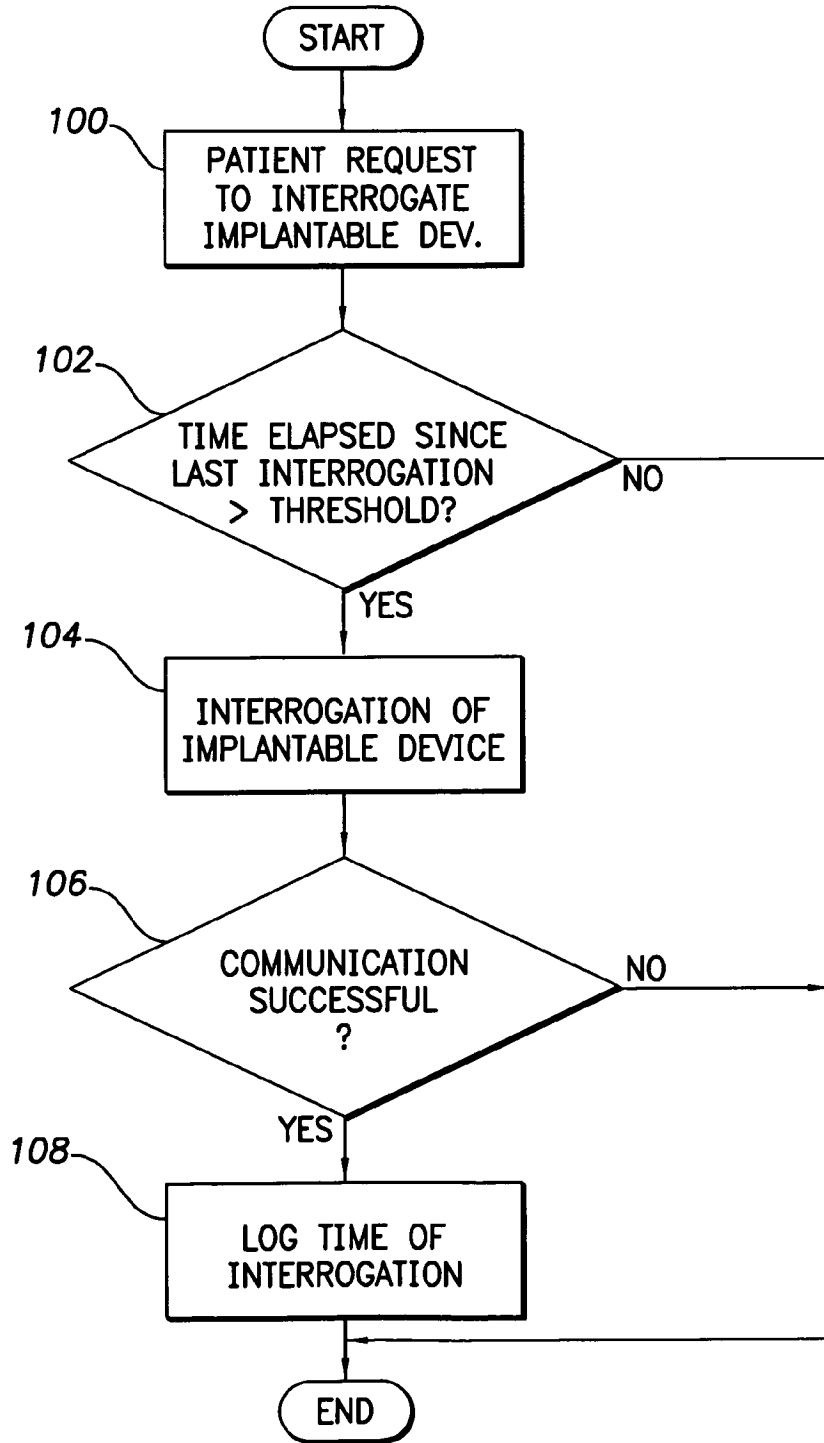 START
100
PATIENT REQUEST
TO INTERROGATE
IMPLANTABLE DEV.
102
TIME ELAPSED SINCE
LAST INTERROGATION
> THRESHOLD?
NO
YES
104
INTERROGATION OF
IMPLANTABLE DEVICE
106
COMMUNICATION
SUCCESSFUL
?
NO
YES
108
LOG TIME OF
INTERROGATION
END